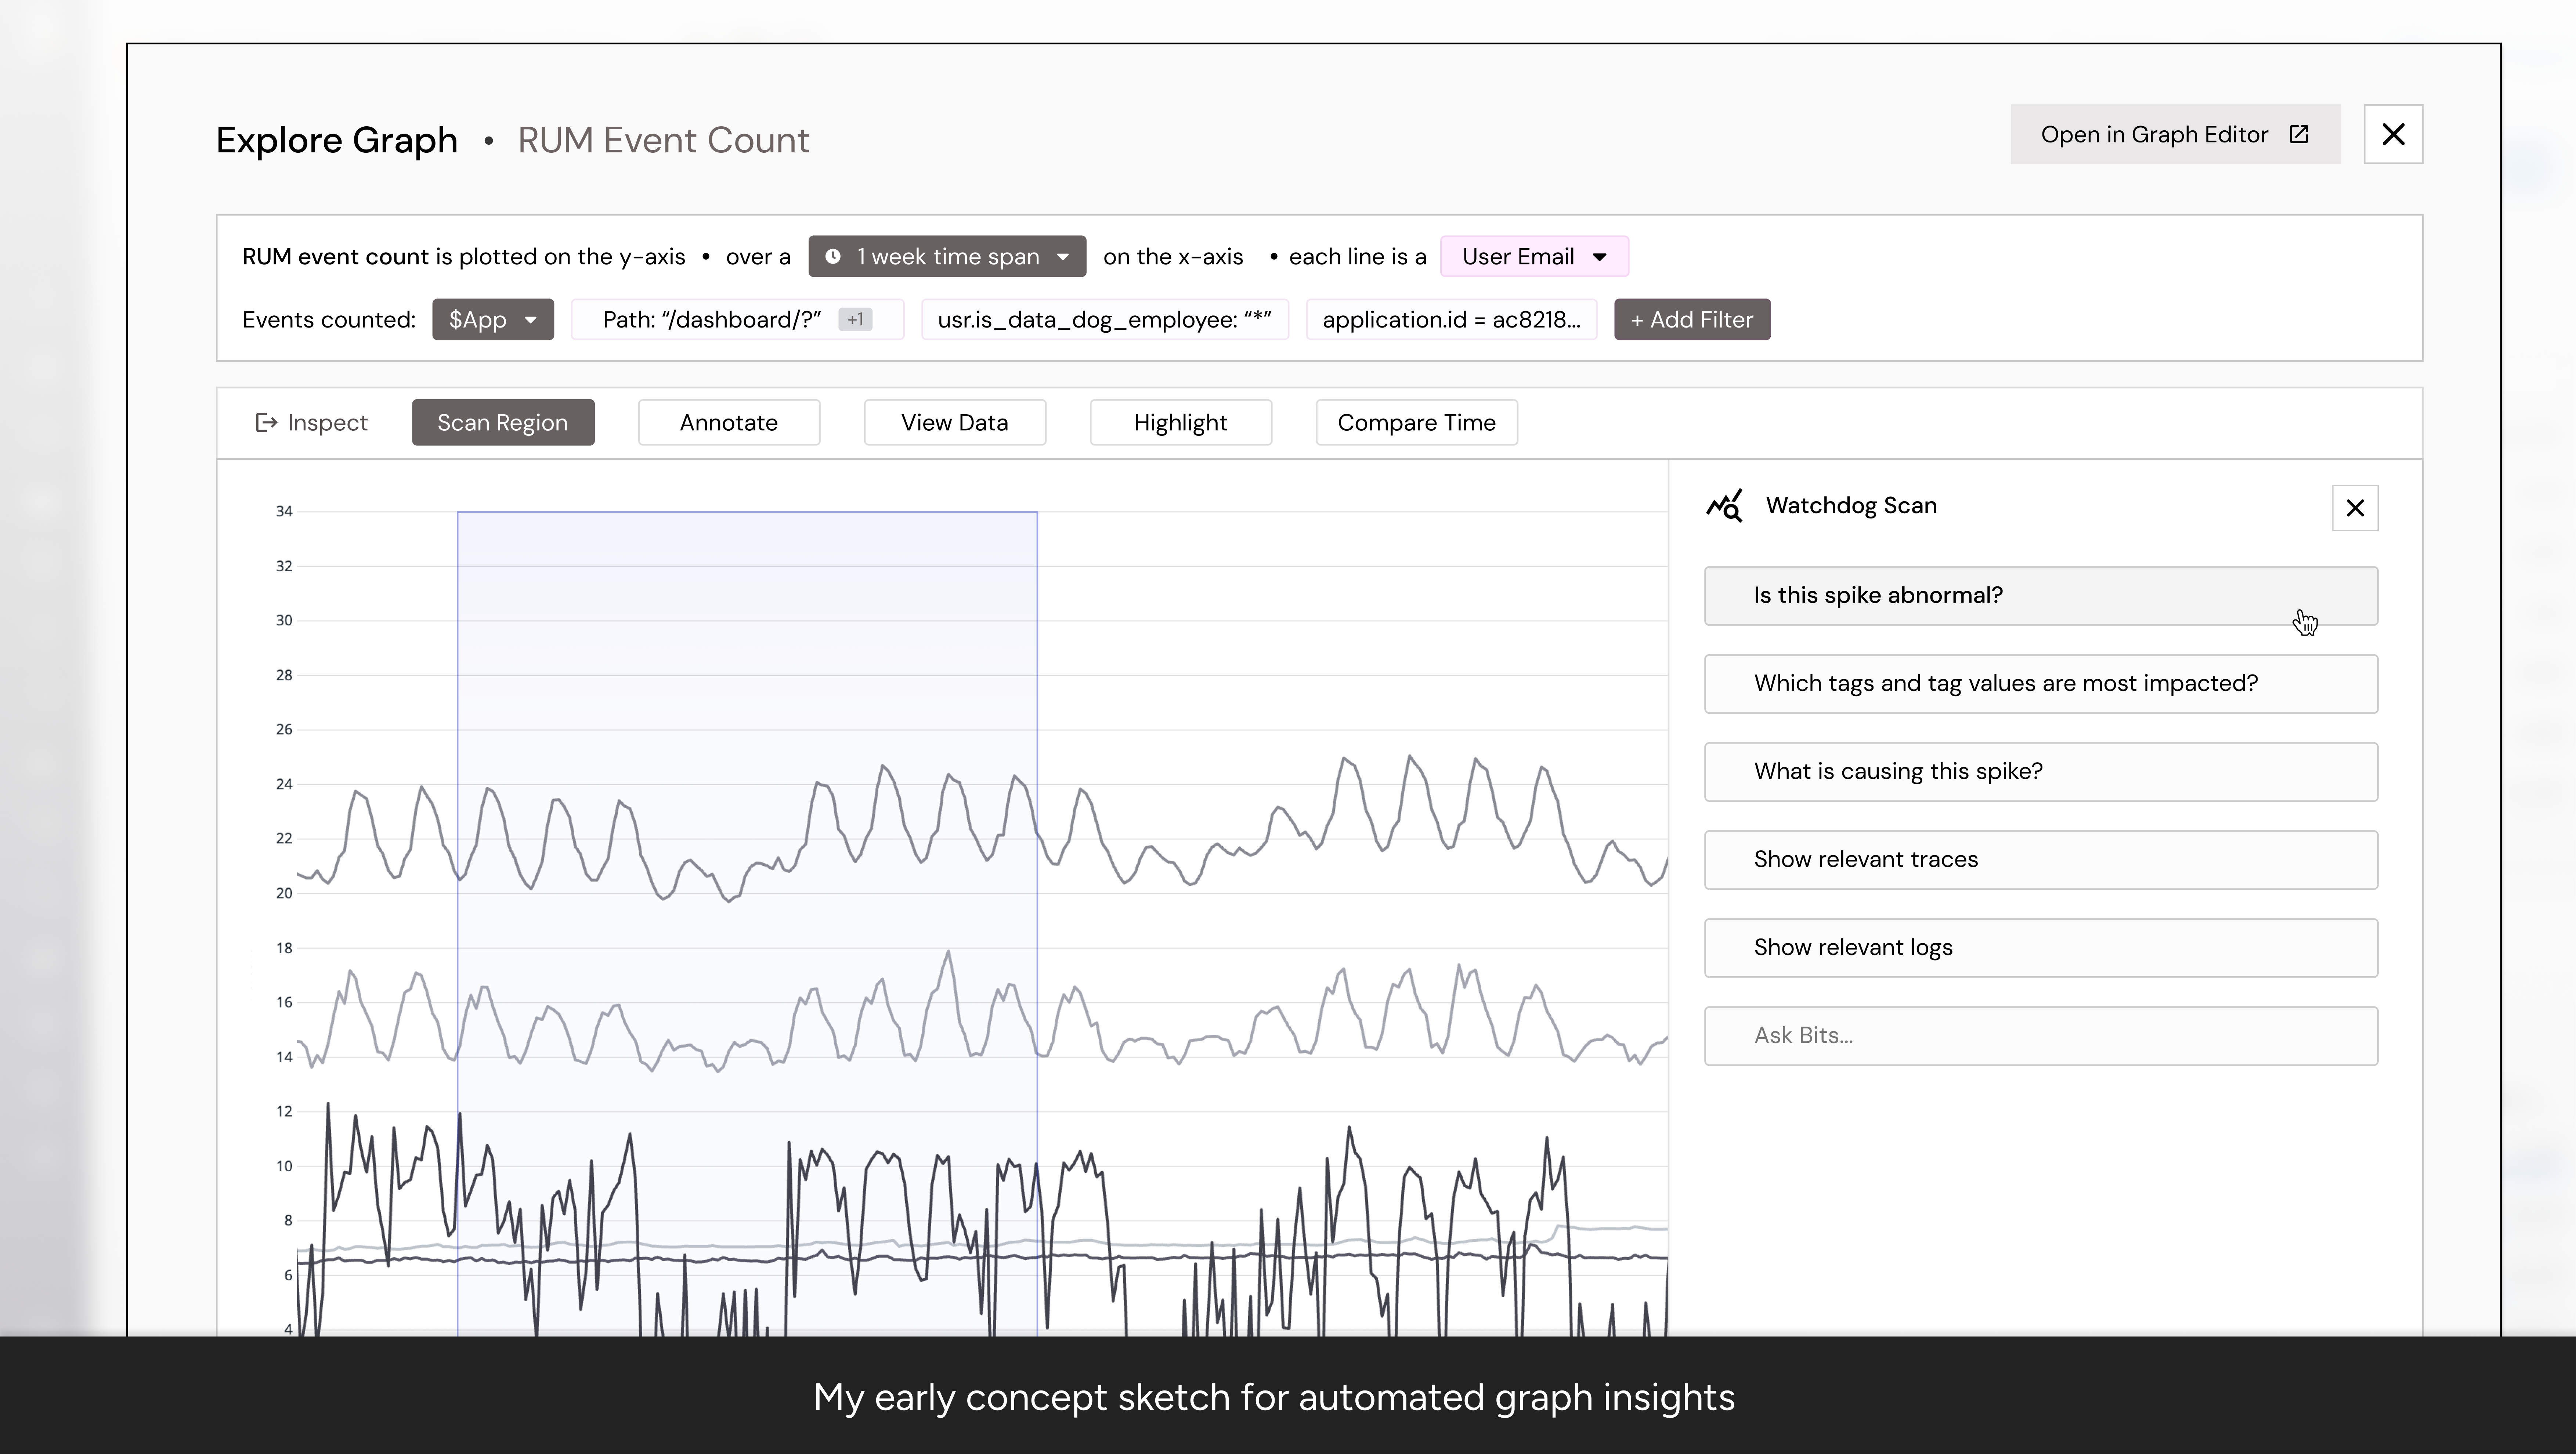 Explore Graph • RUM Event Count
Open in Graph Editor
RUM event count is plotted on the y-axis • over a 1 week time span on the x-axis • each line is a User Email
Events counted: $App Path: “/dashboard/?” +1 usr.is_data_dog_employee: “*” application.id = ac8218... + Add Filter
Inspect Scan Region Annotate View Data Highlight Compare Time
34
32
30
28
26
24
22
20
18
16
14
12
10
8
6
4
Watchdog Scan
Is this spike abnormal?
Which tags and tag values are most impacted?
What is causing this spike?
Show relevant traces
Show relevant logs
Ask Bits...
My early concept sketch for automated graph insights